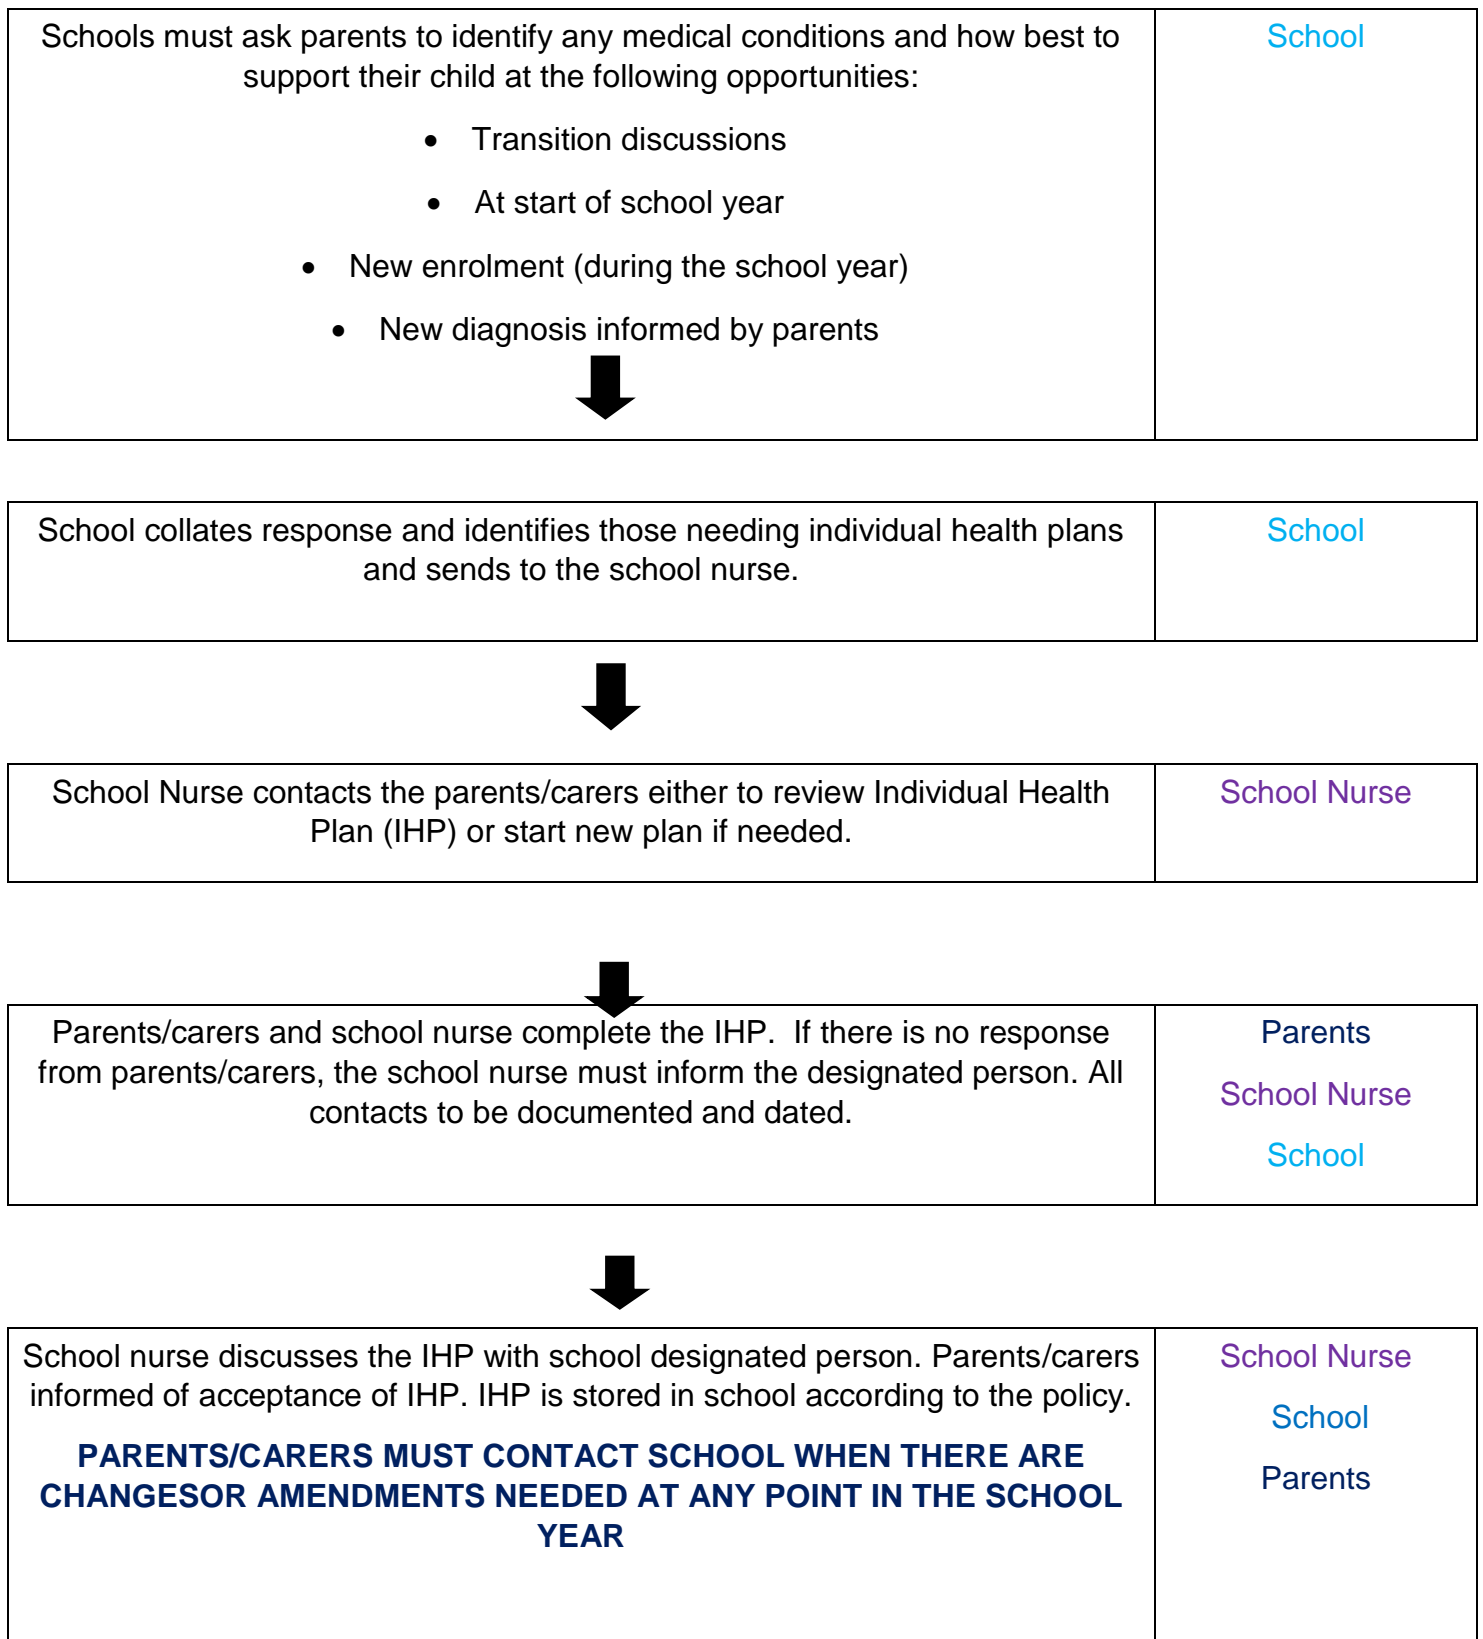 Schools must ask parents to identify any medical conditions and how best to
support their child at the following opportunities:
• Transition discussions
• At start of school year
• New enrolment (during the school year)
• New diagnosis informed by parents
School
School collates response and identifies those needing individual health plans
and sends to the school nurse.
School
School Nurse contacts the parents/carers either to review Individual Health
Plan (IHP) or start new plan if needed.
School Nurse
Parents/carers and school nurse complete the IHP.  If there is no response
from parents/carers, the school nurse must inform the designated person. All
contacts to be documented and dated.
Parents
School Nurse
School
School nurse discusses the IHP with school designated person. Parents/carers
informed of acceptance of IHP. IHP is stored in school according to the policy.
PARENTS/CARERS MUST CONTACT SCHOOL WHEN THERE ARE
CHANGESOR AMENDMENTS NEEDED AT ANY POINT IN THE SCHOOL
YEAR
School Nurse
School
Parents